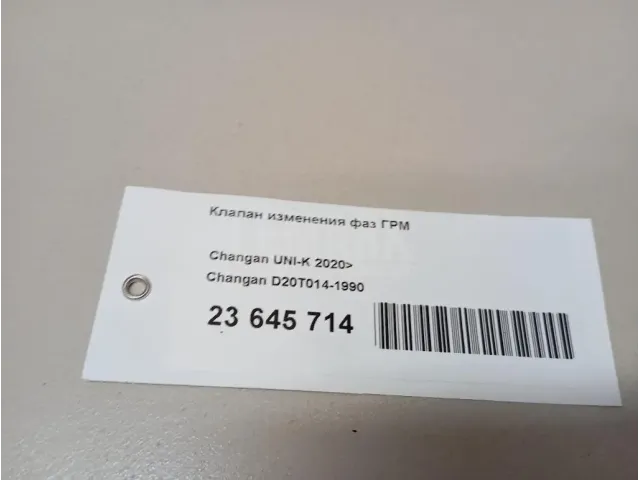 Клапан изменения фаз ГРМ
Changan UNI-K 2020>
Changan D20T014-1990
23 645 714